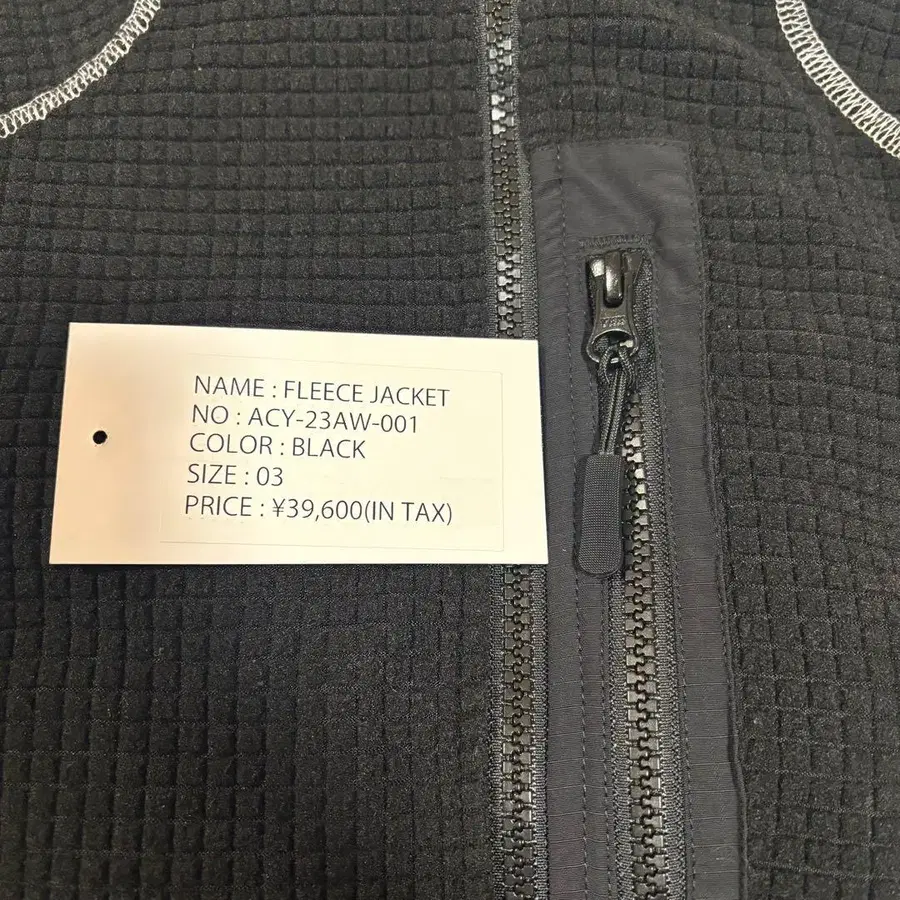 NAME : FLEECE JACKET
NO : ACY-23AW-001
COLOR : BLACK
SIZE : 03
PRICE : ¥39,600(IN TAX)